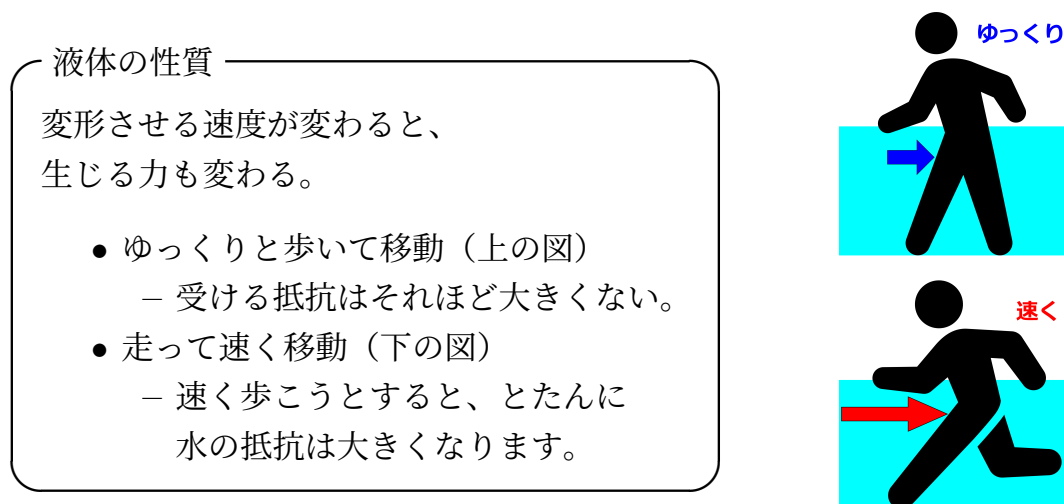 液体の性質
変形させる速度が変わると、
生じる力も変わる。
• ゆっくりと歩いて移動（上の図）
– 受ける抵抗はそれほど大きくない。
• 走って速く移動（下の図）
– 速く歩こうとすると、とたんに
水の抵抗は大きくなります。
ゆっくり
速く